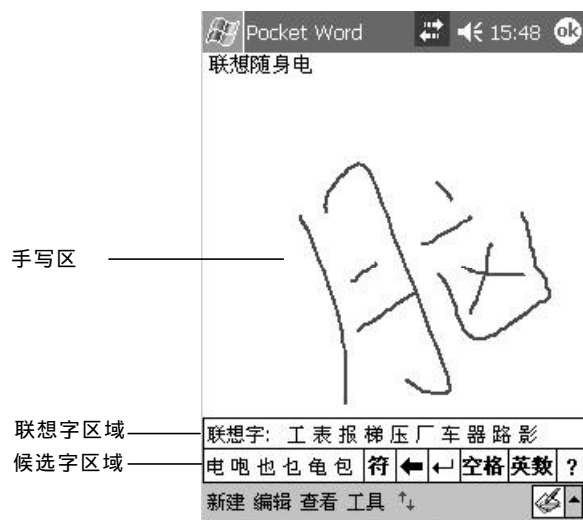 Pocket Word 15:48 ok
联想随身电
脑
手写区
联想字区域
联想字: 工 表 报 梯 压 厂 车 器 路 影
候选字区域
电 咆 也 乜 龟 包 符 ← ↵ 空格 英数 ?
新建 编辑 查看 工具 ↑↓